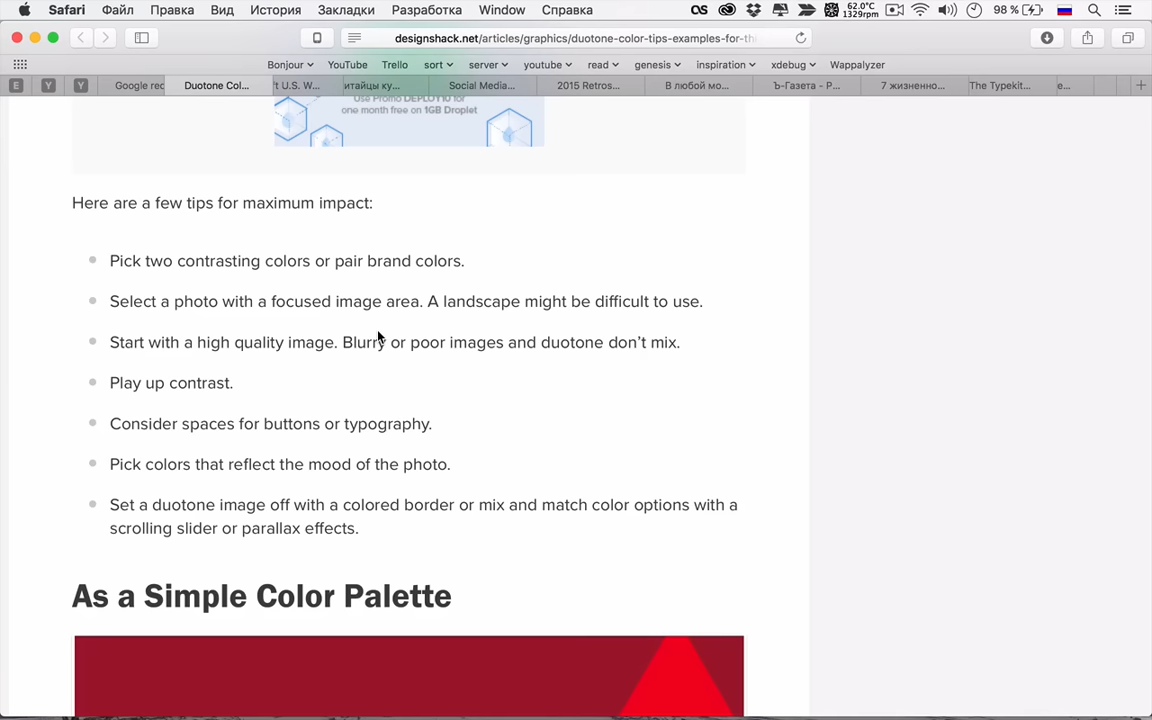 Safari Файл Правка Вид История Закладки Разработка Window Справка 62.0°C 1329rpm 98 %
designshack.net/articles/graphics/duotone-color-tips-examples-for-th
Bonjour YouTube Trello sort server youtube read genesis inspiration xdebug Wappalyzer
E Y Y Google rec Duotone Col... 't U.S. W... итайцы ку... Social Media... 2015 Retros... В любой мо... Ъ-Газета - Р... 7 жизненно... The Typekit... е...
Use Promo DEPLOY10 for
one month free on 1GB Droplet
Here are a few tips for maximum impact:
Pick two contrasting colors or pair brand colors.
Select a photo with a focused image area. A landscape might be difficult to use.
Start with a high quality image. Blurry or poor images and duotone don't mix.
Play up contrast.
Consider spaces for buttons or typography.
Pick colors that reflect the mood of the photo.
Set a duotone image off with a colored border or mix and match color options with a
scrolling slider or parallax effects.
As a Simple Color Palette